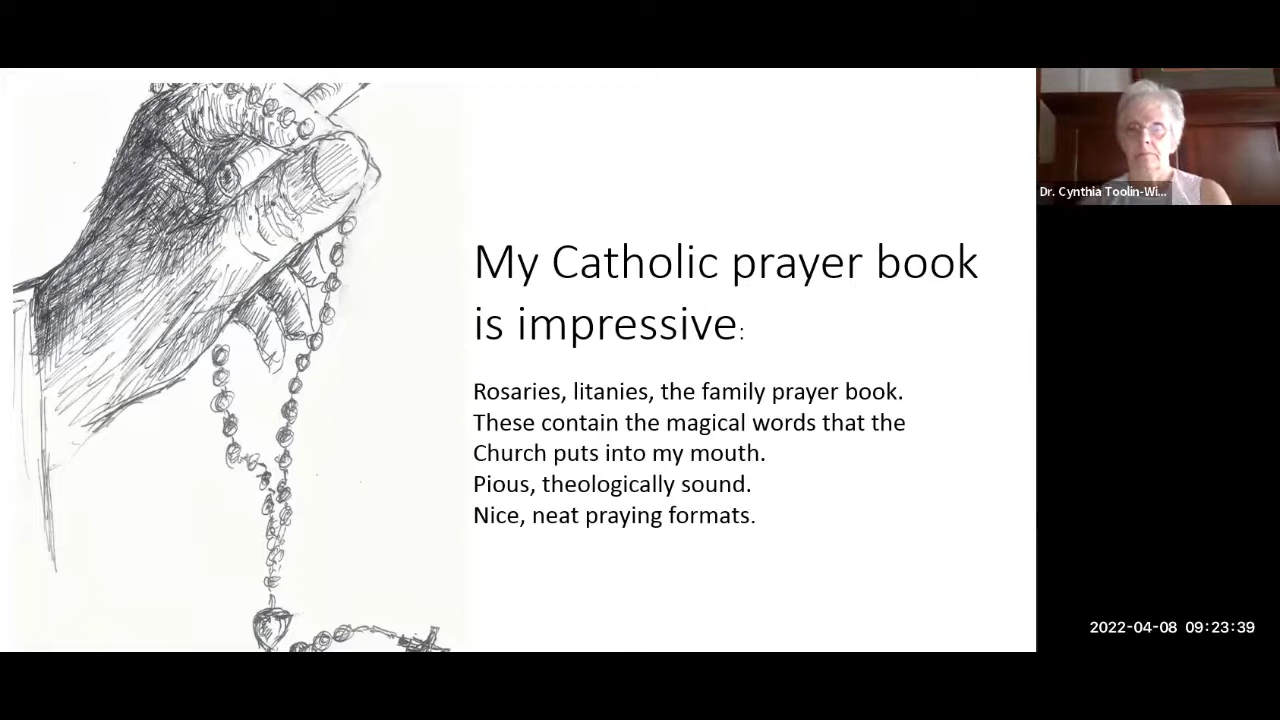 My Catholic prayer book
is impressive:
Rosaries, litanies, the family prayer book.
These contain the magical words that the
Church puts into my mouth.
Pious, theologically sound.
Nice, neat praying formats.
Dr. Cynthia Toolin-Wi...
2022-04-08 09:23:39